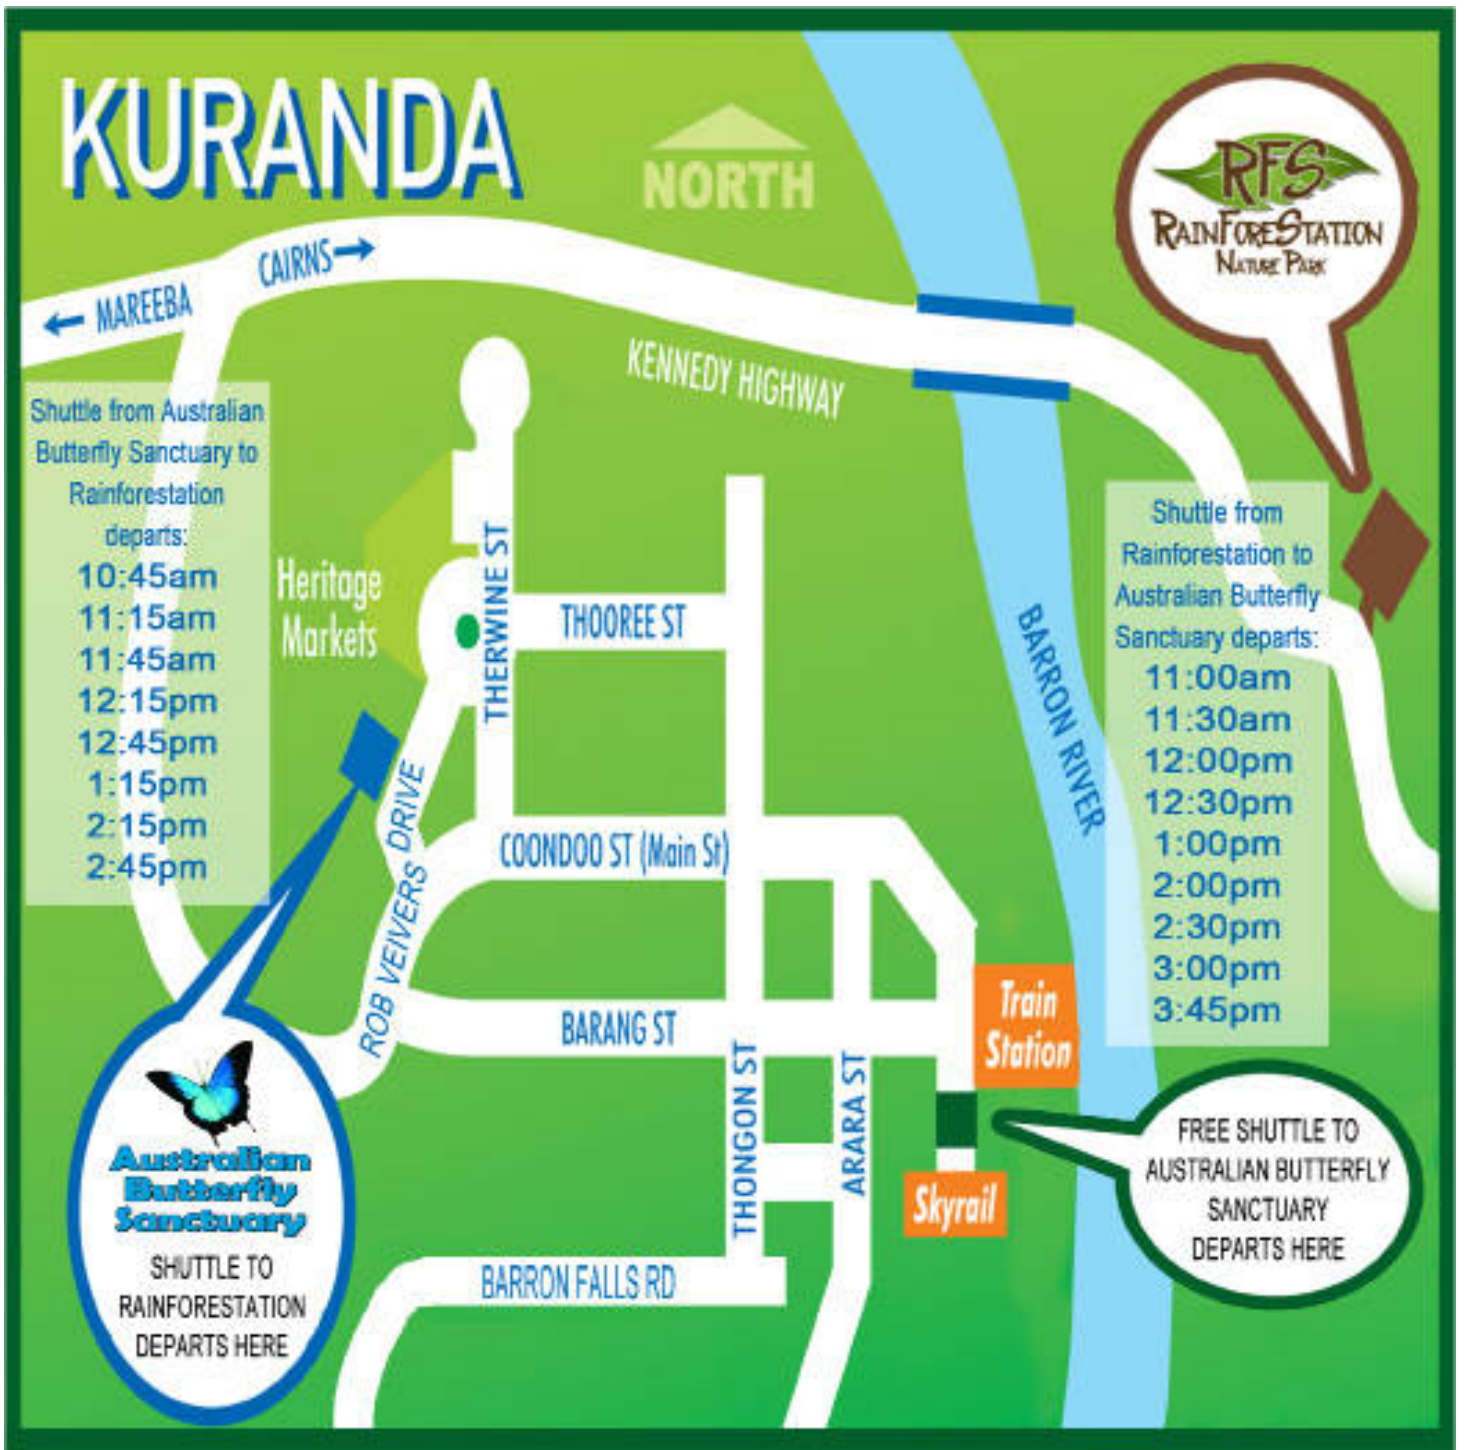 KURANDA
NORTH
RFS
RAINFORESTATION
NATURE PARK
CAIRNS
MAREEBA
KENNEDY HIGHWAY
Shuttle from Australian
Butterfly Sanctuary to
Rainforestation
departs:
10:45am
11:15am
11:45am
12:15pm
12:45pm
1:15pm
2:15pm
2:45pm
Heritage
Markets
THERWINE ST
THOOREE ST
BARRON RIVER
Shuttle from
Rainforestation to
Australian Butterfly
Sanctuary departs:
11:00am
11:30am
12:00pm
12:30pm
1:00pm
2:00pm
2:30pm
3:00pm
3:45pm
ROB VEIVERS DRIVE
COONDOO ST (Main St)
BARANG ST
THONGON ST
ARARA ST
Train
Station
Skyrail
BARRON FALLS RD
Australian
Butterfly
Sanctuary
SHUTTLE TO
RAINFORESTATION
DEPARTS HERE
FREE SHUTTLE TO
AUSTRALIAN BUTTERFLY
SANCTUARY
DEPARTS HERE